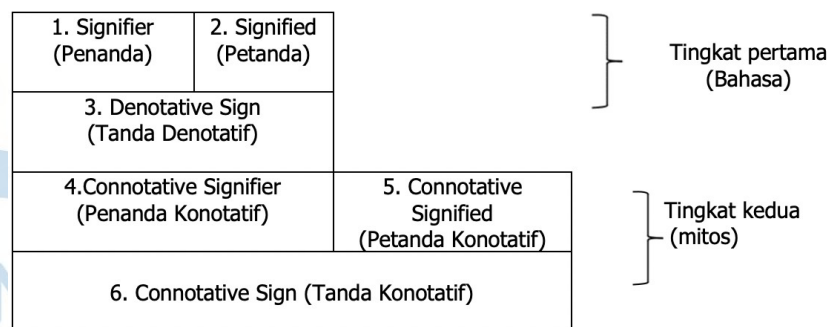 1. Signifier
(Penanda)
2. Signified
(Petanda)
Tingkat pertama
(Bahasa)
3. Denotative Sign
(Tanda Denotatif)
4.Connotative Signifier
(Penanda Konotatif)
5. Connotative
Signified
(Petanda Konotatif)
Tingkat kedua
(mitos)
6. Connotative Sign (Tanda Konotatif)